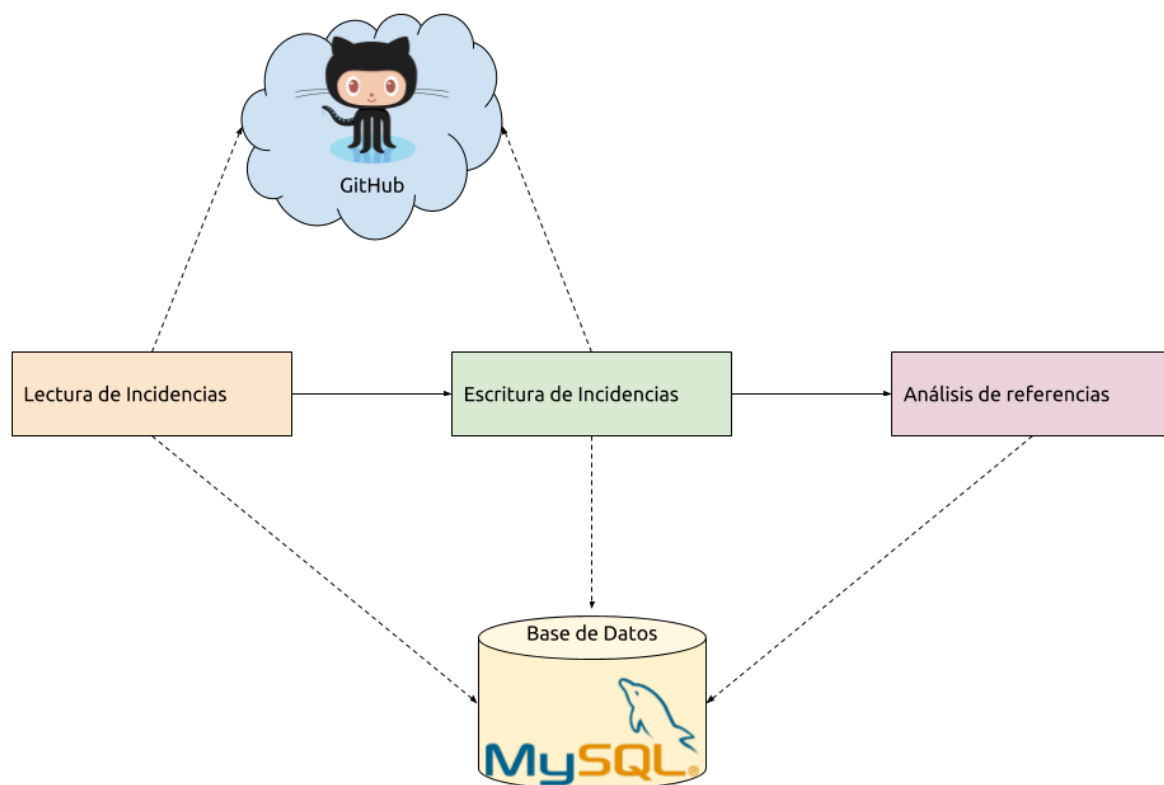 GitHub
Lectura de Incidencias
Escritura de Incidencias
Análisis de referencias
Base de Datos
MySQL®